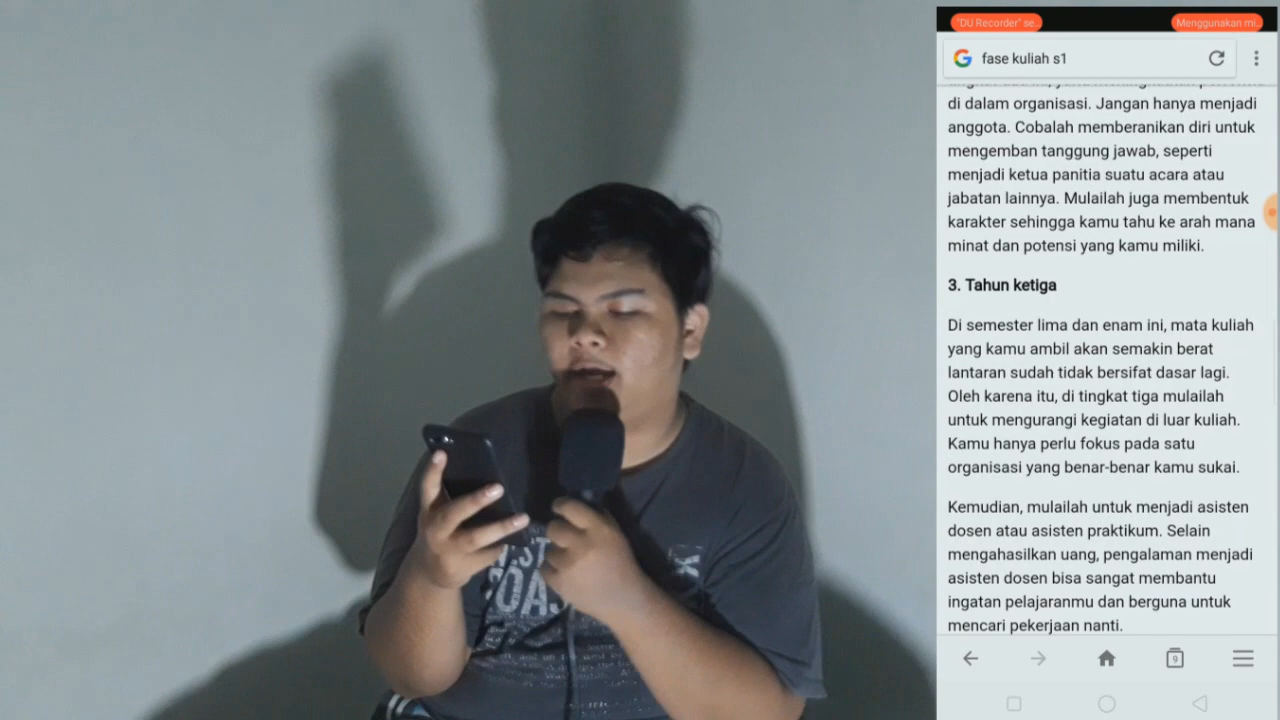 "DU Recorder" se..
Menggunakan mi..
fase kuliah s1
di dalam organisasi. Jangan hanya menjadi
anggota. Cobalah memberanikan diri untuk
mengemban tanggung jawab, seperti
menjadi ketua panitia suatu acara atau
jabatan lainnya. Mulailah juga membentuk
karakter sehingga kamu tahu ke arah mana
minat dan potensi yang kamu miliki.
3. Tahun ketiga
Di semester lima dan enam ini, mata kuliah
yang kamu ambil akan semakin berat
lantaran sudah tidak bersifat dasar lagi.
Oleh karena itu, di tingkat tiga mulailah
untuk mengurangi kegiatan di luar kuliah.
Kamu hanya perlu fokus pada satu
organisasi yang benar-benar kamu sukai.
Kemudian, mulailah untuk menjadi asisten
dosen atau asisten praktikum. Selain
mengahasilkan uang, pengalaman menjadi
asisten dosen bisa sangat membantu
ingatan pelajaranmu dan berguna untuk
mencari pekerjaan nanti.
9